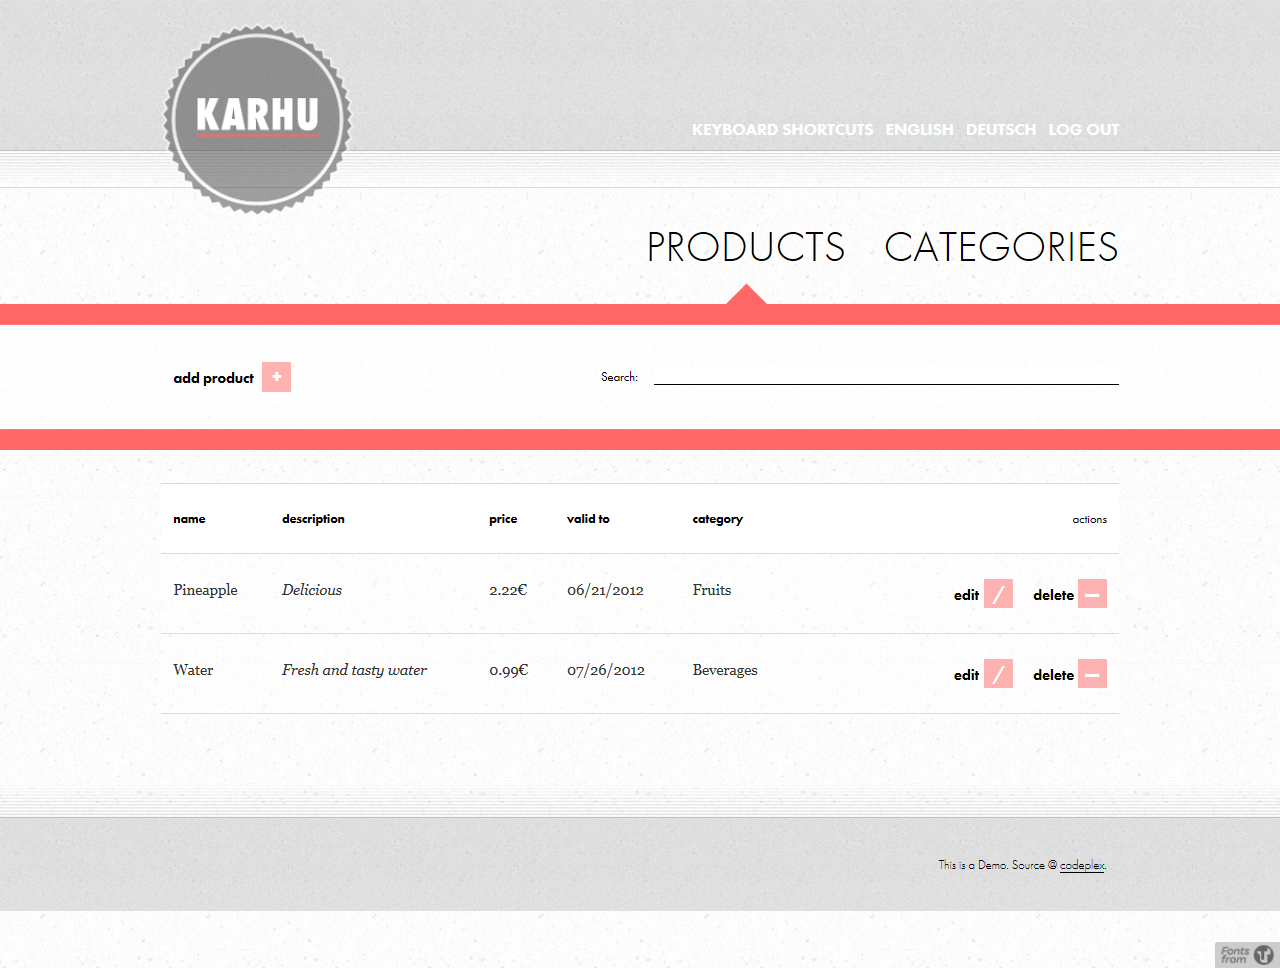 KARHU
KEYBOARD SHORTCUTS ENGLISH DEUTSCH LOG OUT
PRODUCTS CATEGORIES
add product +
Search:
name description price valid to category actions
Pineapple Delicious 2.22€ 06/21/2012 Fruits edit / delete –
Water Fresh and tasty water 0.99€ 07/26/2012 Beverages edit / delete –
This is a Demo. Source @ codeplex.
Fonts
from